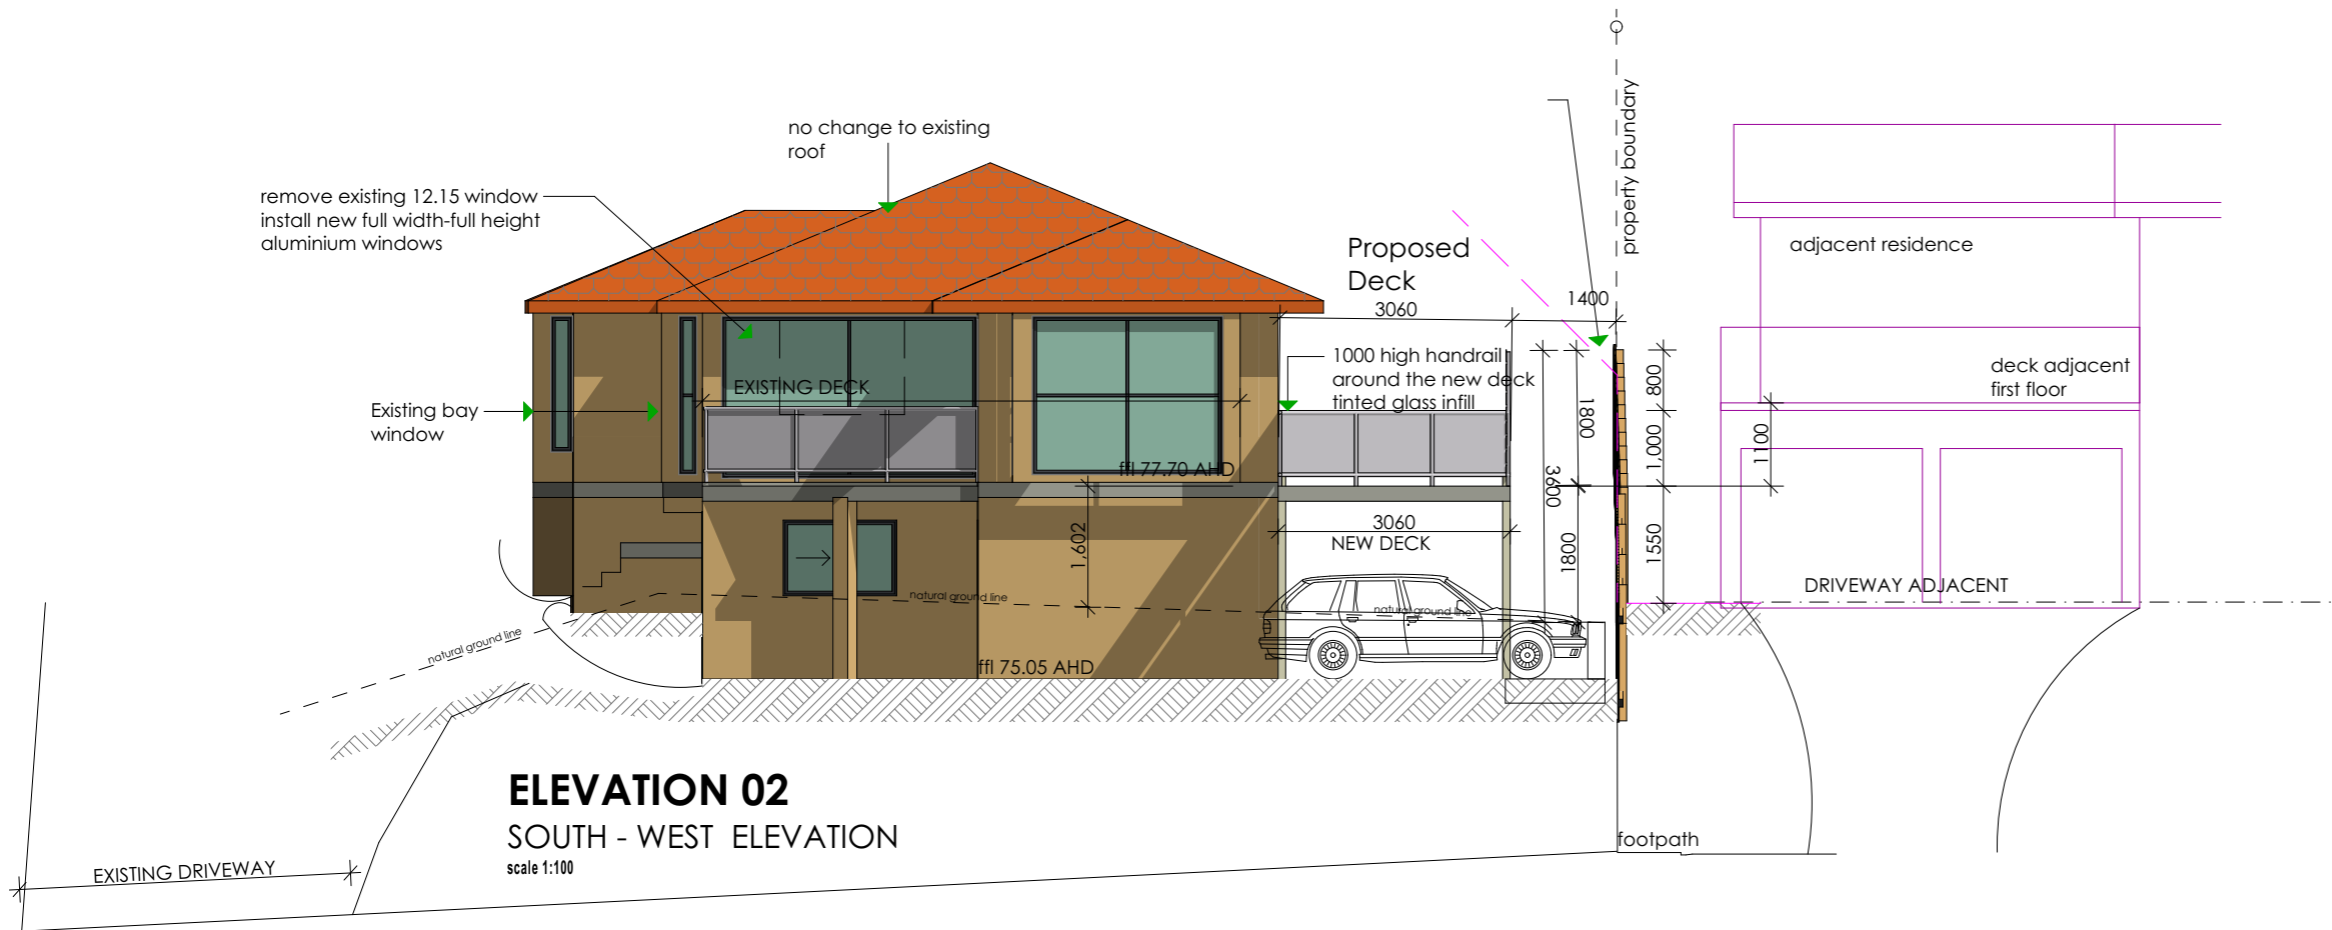 no change to existing
roof
remove existing 12.15 window
install new full width-full height
aluminium windows
property boundary
adjacent residence
Proposed
Deck
1400
3060
1000 high handrail
around the new deck
tinted glass infill
deck adjacent
first floor
EXISTING DECK
Existing bay
window
800
1800
1,000
1100
ffl 77.70 AHD
3600
3060
NEW DECK
1,602
1800
1550
DRIVEWAY ADJACENT
natural ground line
natural ground line
natural ground line
ffl 75.05 AHD
ELEVATION 02
SOUTH - WEST ELEVATION
scale 1:100
footpath
EXISTING DRIVEWAY